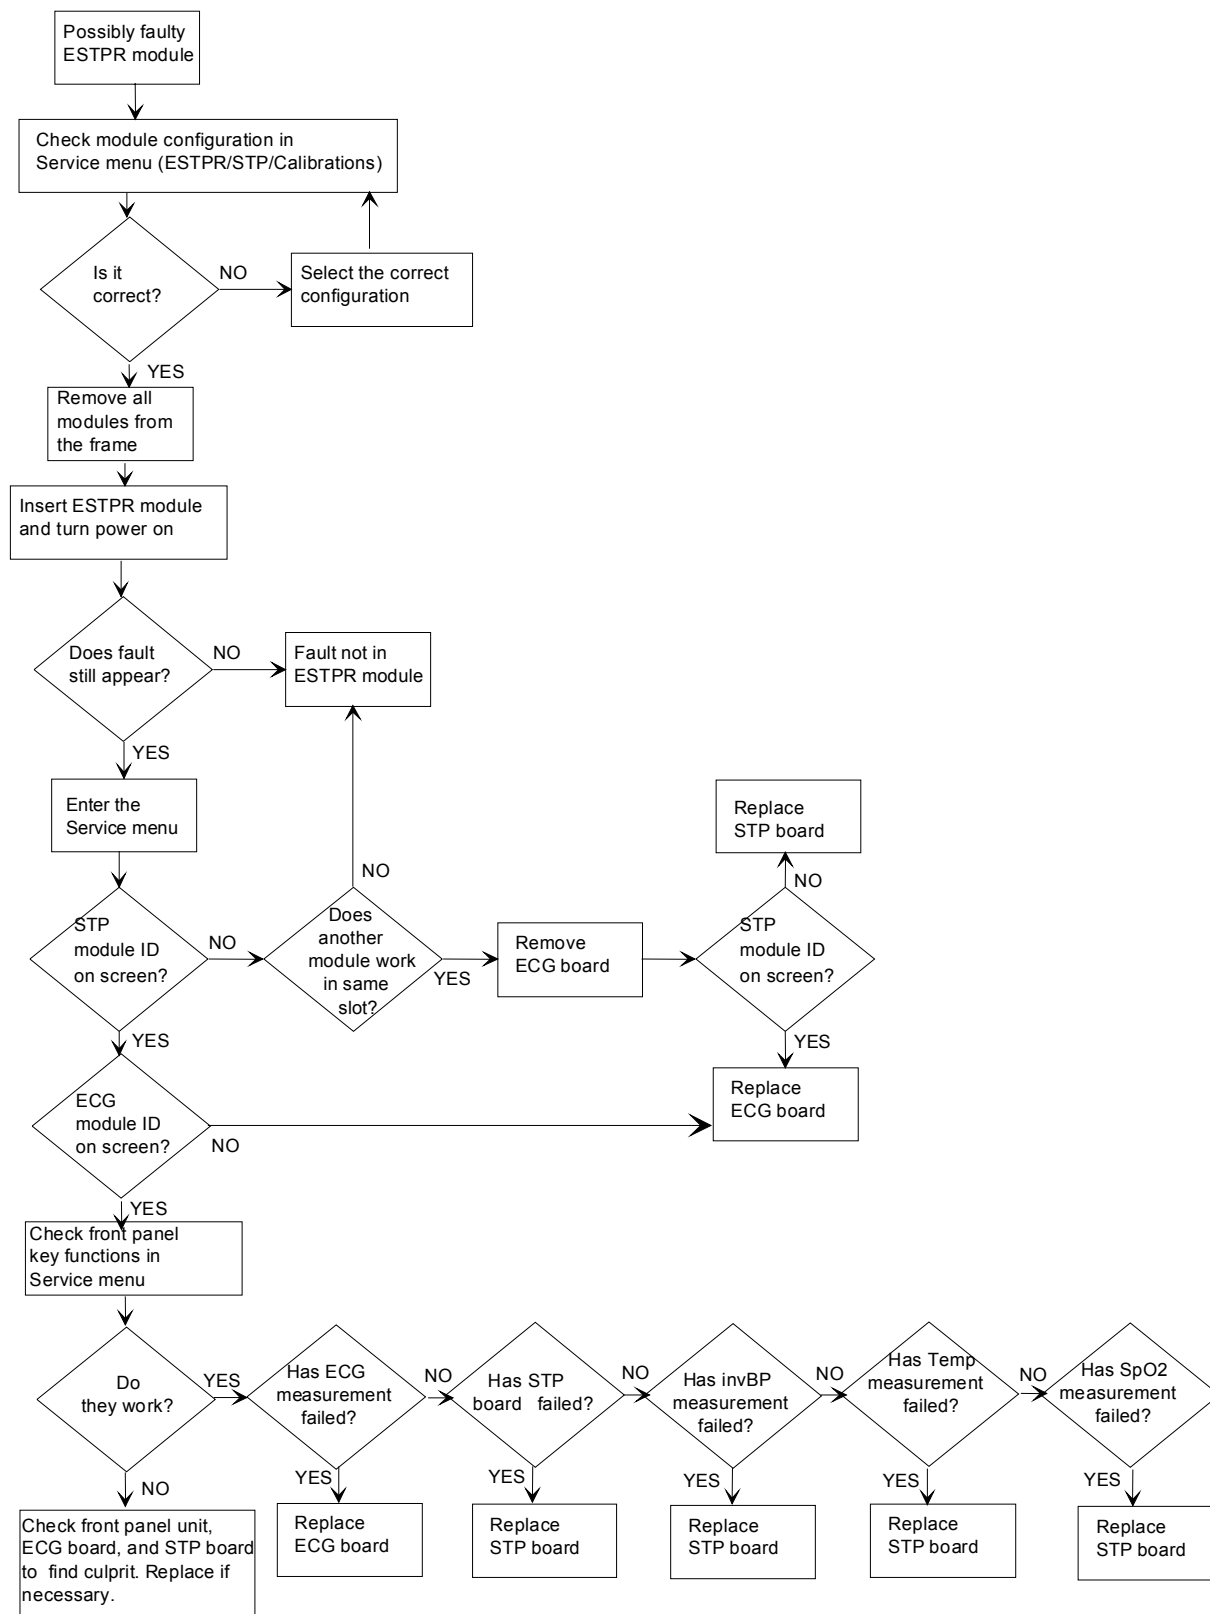 Possibly faulty
ESTPR module
Check module configuration in
Service menu (ESTPR/STP/Calibrations)
Is it
correct?
NO
Select the correct
configuration
YES
Remove all
modules from
the frame
Insert ESTPR module
and turn power on
Does fault
still appear?
NO
Fault not in
ESTPR module
YES
Enter the
Service menu
Replace
STP board
NO
NO
STP
module ID
on screen?
NO
Does
another
module work
in same
slot?
YES
Remove
ECG board
STP
module ID
on screen?
YES
YES
ECG
module ID
on screen?
NO
Replace
ECG board
YES
Check front panel
key functions in
Service menu
Do
they work?
YES
Has ECG
measurement
failed?
NO
Has STP
board failed?
NO
Has invBP
measurement
failed?
NO
Has Temp
measurement
failed?
NO
Has SpO2
measurement
failed?
NO
YES
YES
YES
YES
YES
Check front panel unit,
ECG board, and STP board
to find culprit. Replace if
necessary.
Replace
ECG board
Replace
STP board
Replace
STP board
Replace
STP board
Replace
STP board